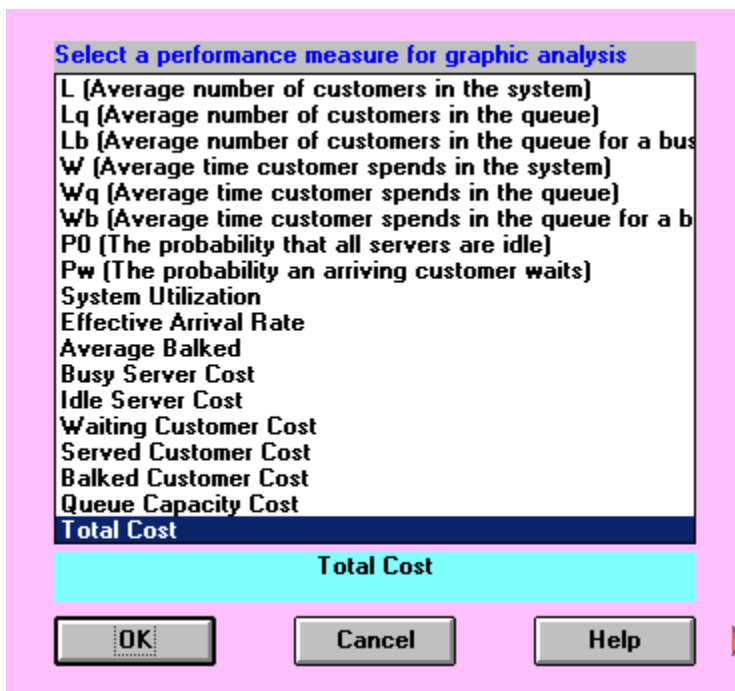 Select a performance measure for graphic analysis
L (Average number of customers in the system)
Lq (Average number of customers in the queue)
Lb (Average number of customers in the queue for a bus
W (Average time customer spends in the system)
Wq (Average time customer spends in the queue)
Wb (Average time customer spends in the queue for a b
P0 (The probability that all servers are idle)
Pw (The probability an arriving customer waits)
System Utilization
Effective Arrival Rate
Average Balked
Busy Server Cost
Idle Server Cost
Waiting Customer Cost
Served Customer Cost
Balked Customer Cost
Queue Capacity Cost
Total Cost
Total Cost
OK Cancel Help